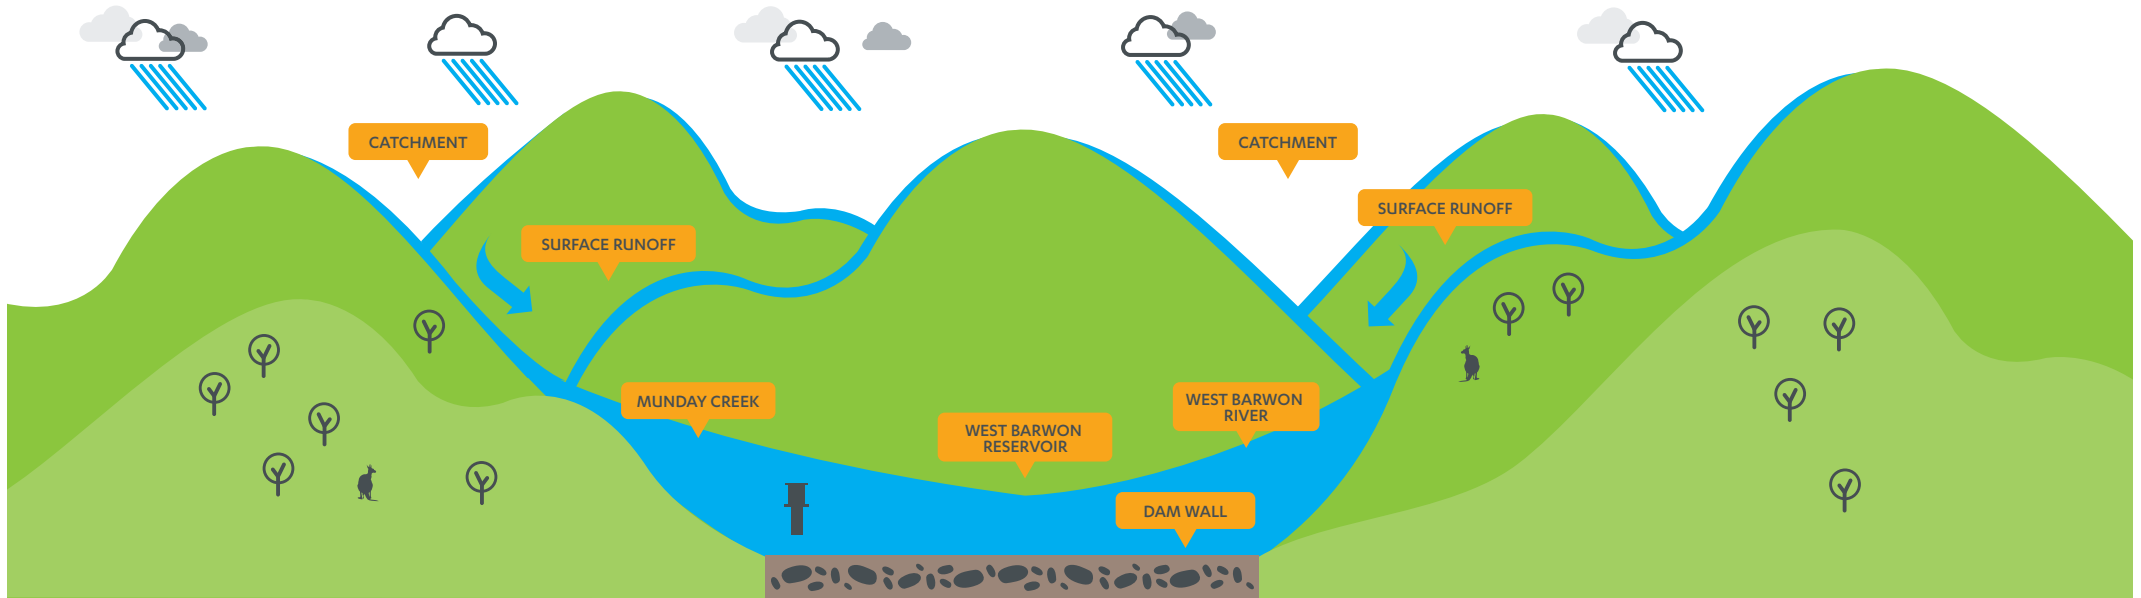 CATCHMENT
CATCHMENT
SURFACE RUNOFF
SURFACE RUNOFF
MUNDAY CREEK
WEST BARWON
RESERVOIR
WEST BARWON
RIVER
DAM WALL